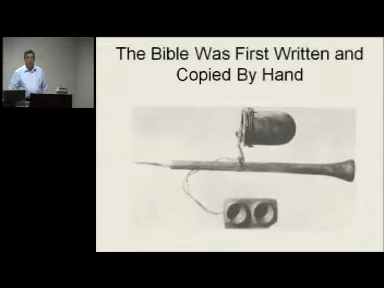 The Bible Was First Written and
Copied By Hand